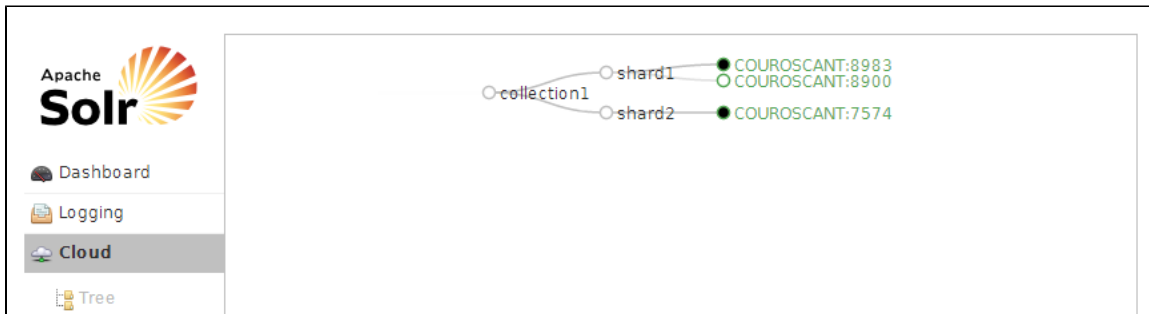 Apache
Solr
Dashboard
Logging
Cloud
Tree
collection1
shard1
COUROSCANT:8983
COUROSCANT:8900
shard2
COUROSCANT:7574